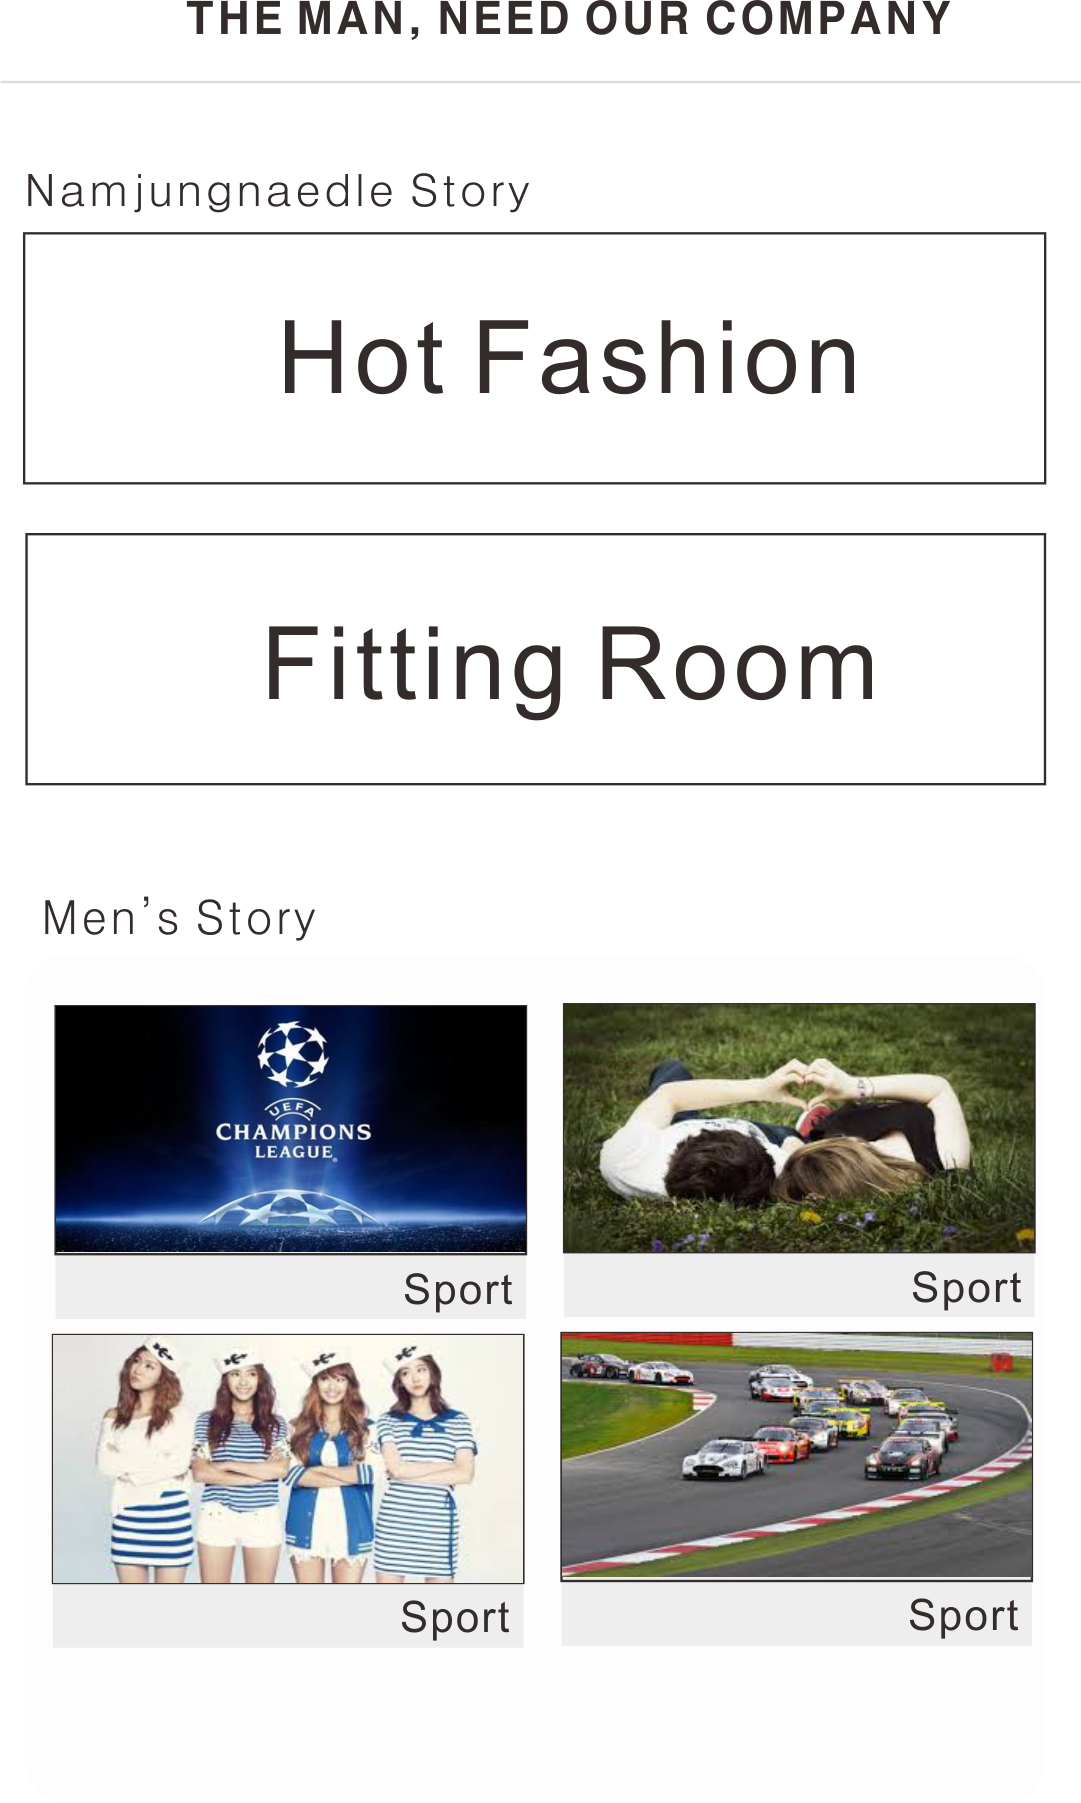 THE MAN, NEED OUR COMPANY
Namjungnaedle Story
Hot Fashion
Fitting Room
Men's Story
UEFA
CHAMPIONS
LEAGUE
Sport
Sport
Sport
Sport